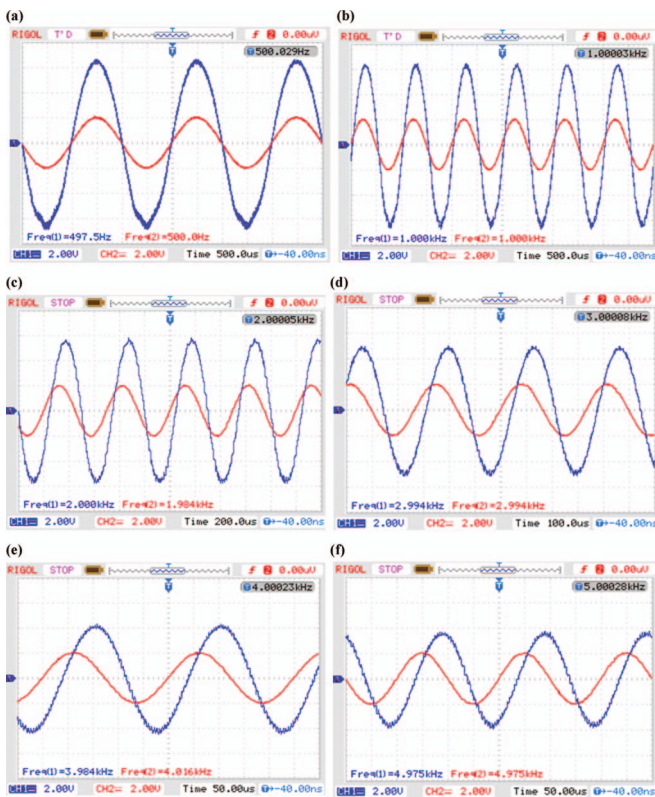 (a)
RIGOL T'D 0.00uV
500.029Hz
Freq(1)=497.5Hz Freq(2)=500.0Hz
CH1 2.00V CH2= 2.00V Time 500.0us -40.00ns
(b)
RIGOL T'D 0.00uV
1.00003kHz
Freq(1)=1.000kHz Freq(2)=1.000kHz
CH1 2.00V CH2= 2.00V Time 500.0us -40.00ns
(c)
RIGOL STOP 0.00uV
2.00005kHz
Freq(1)=2.000kHz Freq(2)=1.984kHz
CH1 2.00V CH2= 2.00V Time 200.0us -40.00ns
(d)
RIGOL STOP 0.00uV
3.00008kHz
Freq(1)=2.994kHz Freq(2)=2.994kHz
CH1 2.00V CH2= 2.00V Time 100.0us -40.00ns
(e)
RIGOL STOP 0.00uV
4.00023kHz
Freq(1)=3.984kHz Freq(2)=4.016kHz
CH1 2.00V CH2= 2.00V Time 50.00us -40.00ns
(f)
RIGOL STOP 0.00uV
5.00028kHz
Freq(1)=4.975kHz Freq(2)=4.975kHz
CH1 2.00V CH2= 2.00V Time 50.00us -40.00ns